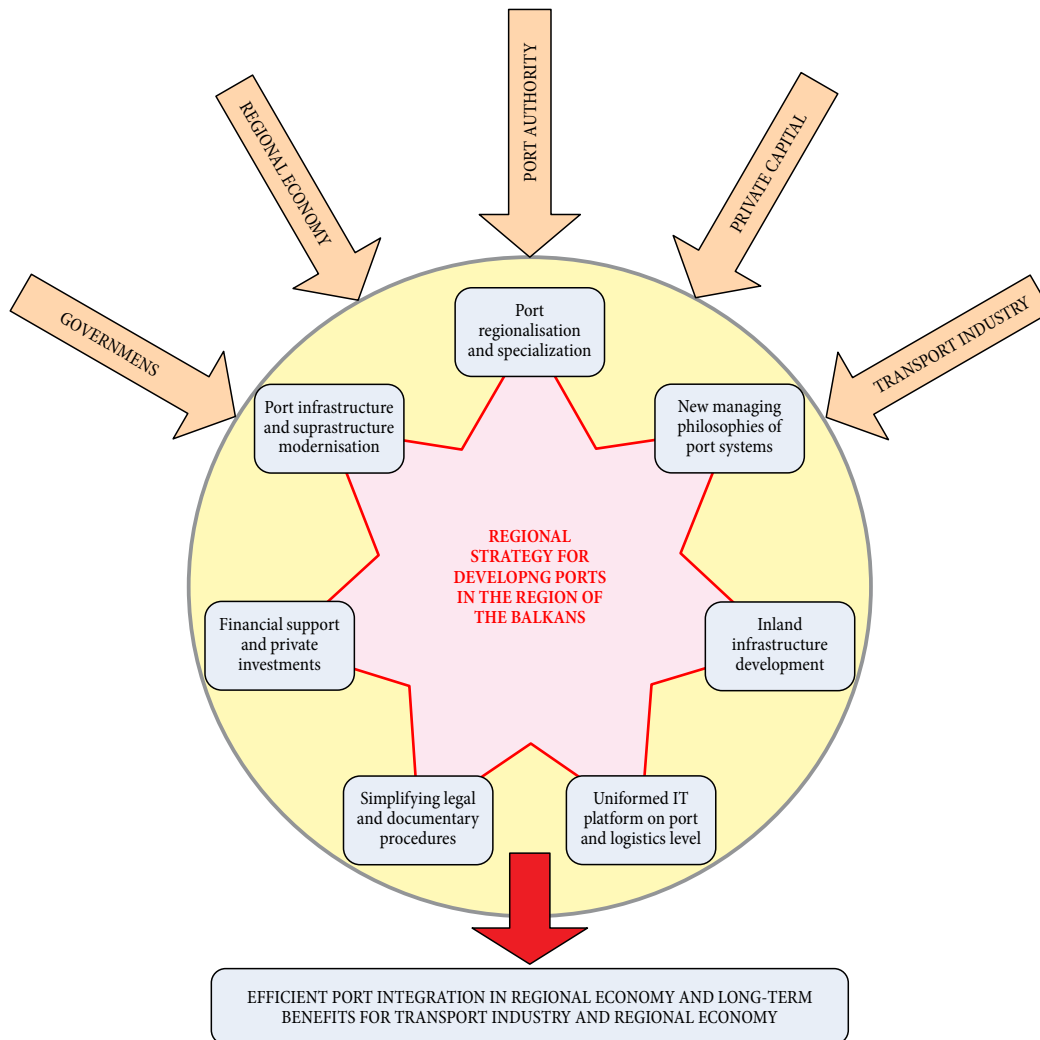 PORT AUTHORITY
REGIONAL ECONOMY
PRIVATE CAPITAL
GOVERNMENS
TRANSPORT INDUSTRY
Port
regionalisation
and specialization
Port infrastructure
and suprastructure
modernisation
New managing
philosophies of
port systems
REGIONAL
STRATEGY FOR
DEVELOPNG PORTS
IN THE REGION OF
THE BALKANS
Financial support
and private
investments
Inland
infrastructure
development
Simplifying legal
and documentary
procedures
Uniformed IT
platform on port
and logistics level
EFFICIENT PORT INTEGRATION IN REGIONAL ECONOMY AND LONG-TERM
BENEFITS FOR TRANSPORT INDUSTRY AND REGIONAL ECONOMY